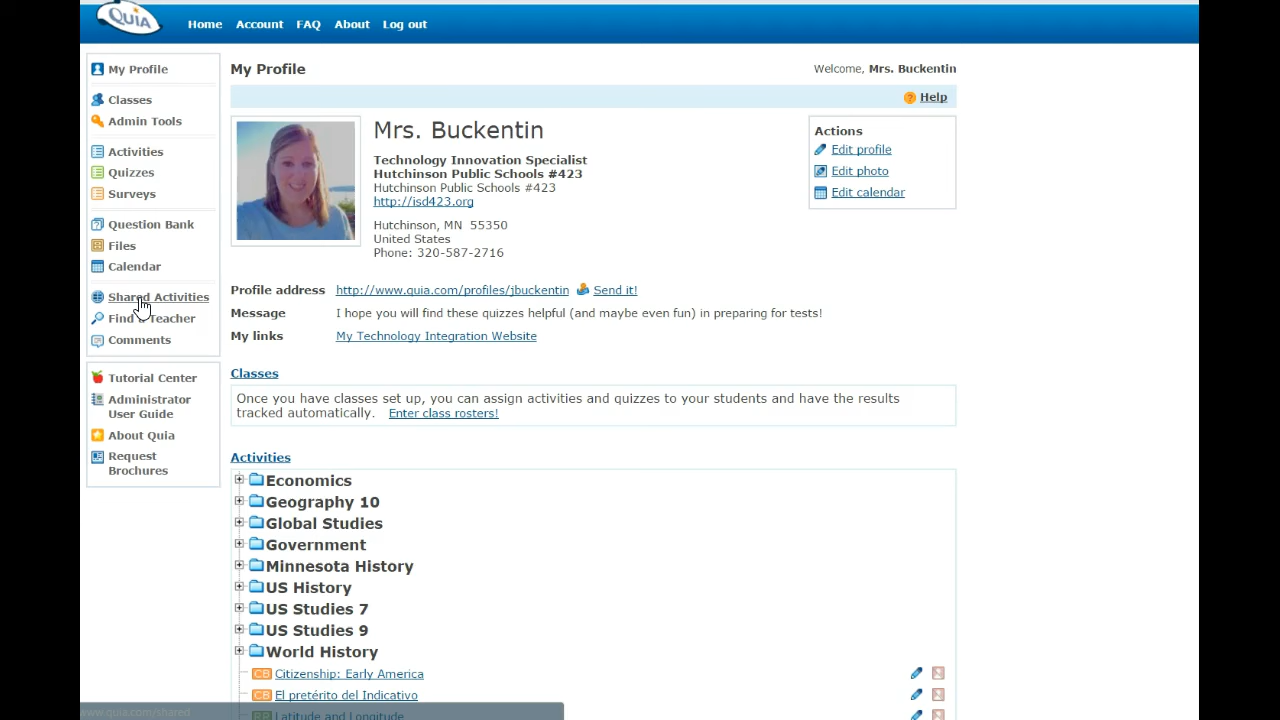 QUIA
Home Account FAQ About Log out
My Profile
Classes
Admin Tools
Activities
Quizzes
Surveys
Question Bank
Files
Calendar
Shared Activities
Find a Teacher
Comments
Tutorial Center
Administrator
User Guide
About Quia
Request
Brochures
My Profile
Welcome, Mrs. Buckentin
? Help
Mrs. Buckentin
Technology Innovation Specialist
Hutchinson Public Schools #423
Hutchinson Public Schools #423
http://isd423.org
Hutchinson, MN 55350
United States
Phone: 320-587-2716
Actions
Edit profile
Edit photo
Edit calendar
Profile address http://www.quia.com/profiles/jbuckentin Send it!
Message I hope you will find these quizzes helpful (and maybe even fun) in preparing for tests!
My links My Technology Integration Website
Classes
Once you have classes set up, you can assign activities and quizzes to your students and have the results
tracked automatically. Enter class rosters!
Activities
Economics
Geography 10
Global Studies
Government
Minnesota History
US History
US Studies 7
US Studies 9
World History
CB Citizenship: Early America
CB El pretérito del Indicativo
Latitude and Longitude
www.quia.com/shared